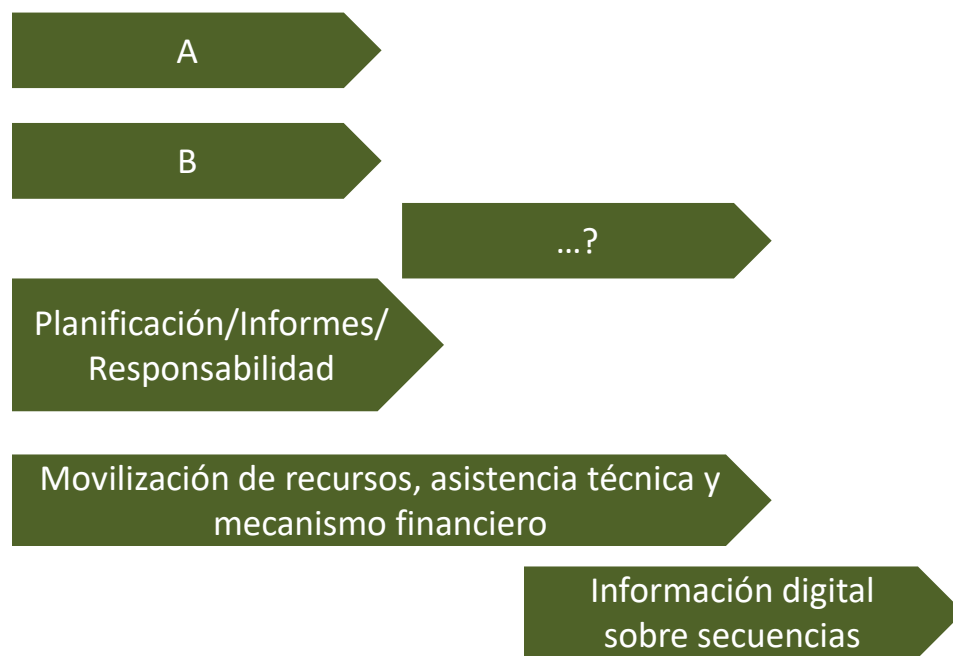 A
B
...?
Planificación/Informes/
Responsabilidad
Movilización de recursos, asistencia técnica y
mecanismo financiero
Información digital
sobre secuencias